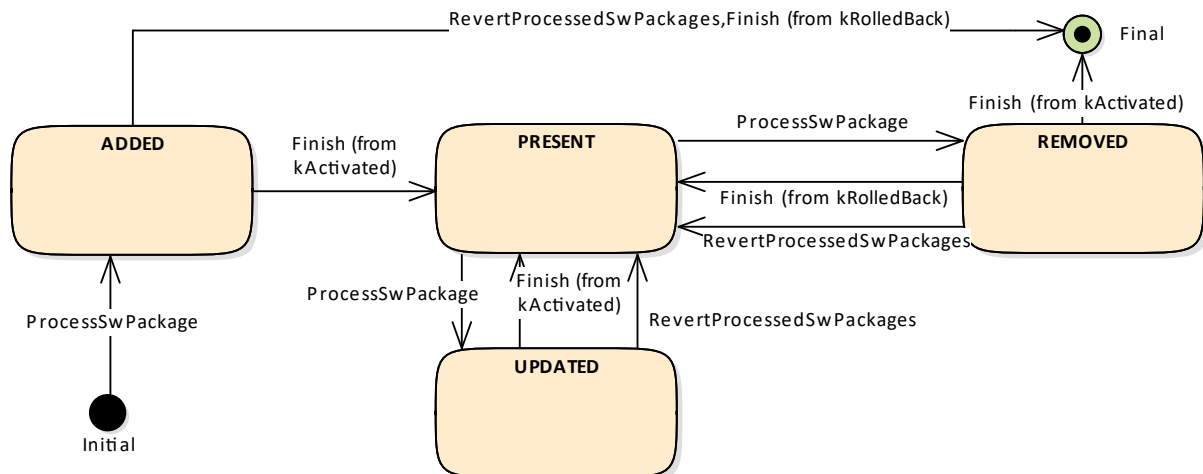 RevertProcessedSwPackages,Finish (from kRolledBack)
Final
Finish (from kActivated)
ADDED
Finish (from
kActivated)
PRESENT
ProcessSwPackage
REMOVED
Finish (from kRolledBack)
RevertProcessedSwPackages
ProcessSwPackage
Finish (from
kActivated)
ProcessSwPackage
RevertProcessedSwPackages
UPDATED
Initial